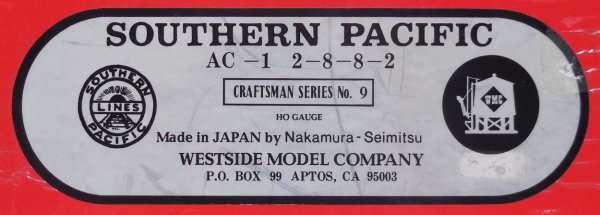 SOUTHERN PACIFIC
AC-1 2-8-8-2
CRAFTSMAN SERIES No. 9
HO GAUGE
SOUTHERN
LINES
PACIFIC
WMC
Made in JAPAN by Nakamura-Seimitsu
WESTSIDE MODEL COMPANY
P.O. BOX 99 APTOS, CA 95003